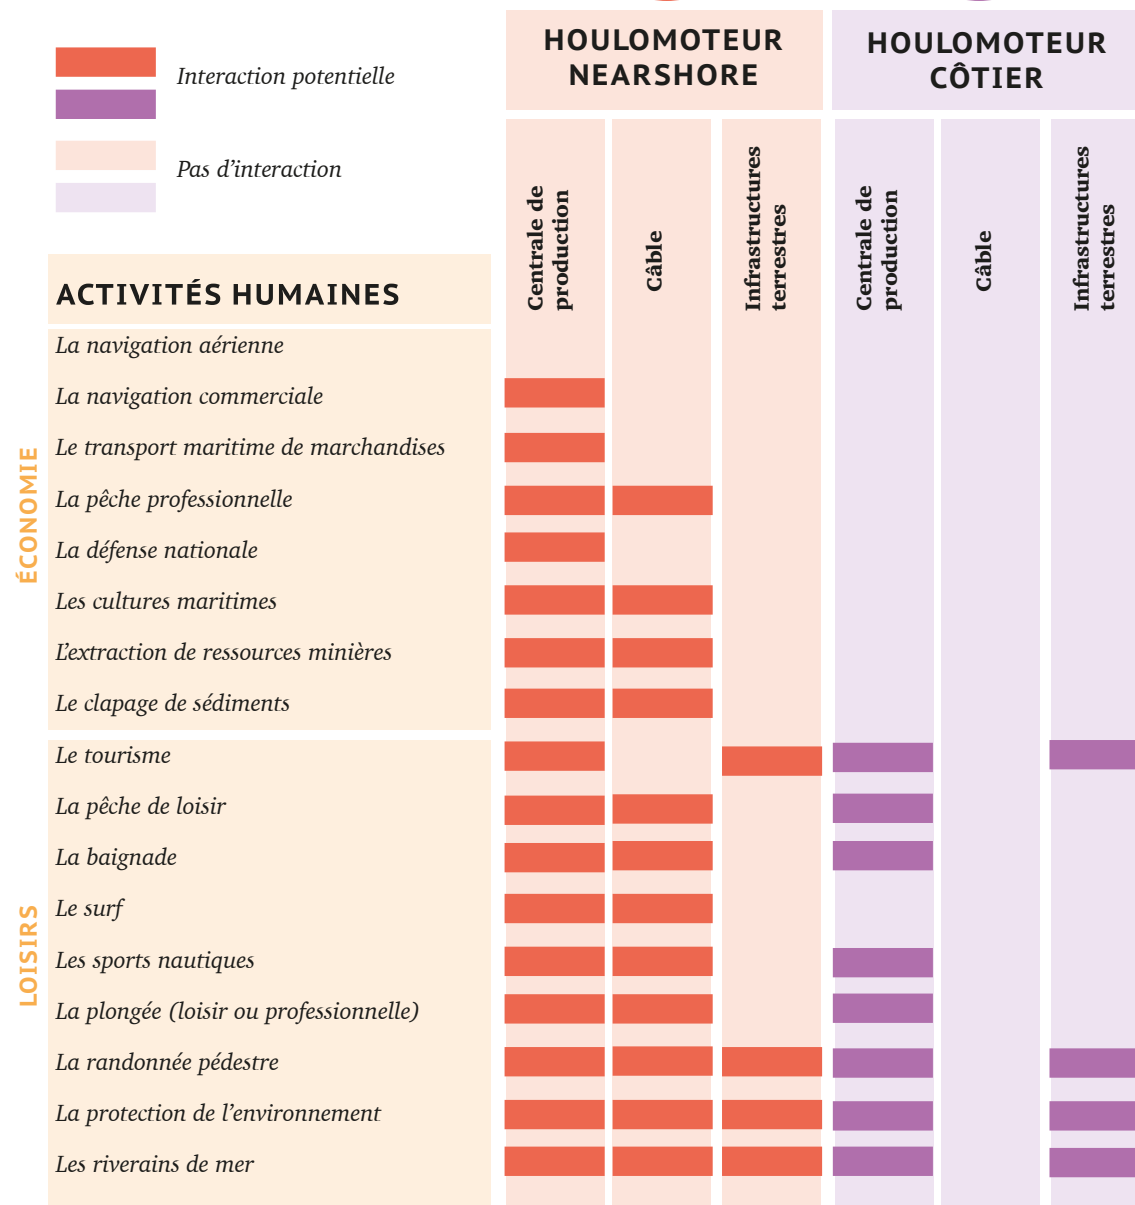 HOULOMOTEUR
NEARSHORE
HOULOMOTEUR
CÔTIER
Interaction potentielle
Pas d’interaction
Centrale de
production
Câble
Infrastructures
terrestres
Centrale de
production
Câble
Infrastructures
terrestres
ACTIVITÉS HUMAINES
ÉCONOMIE
La navigation aérienne
La navigation commerciale
Le transport maritime de marchandises
La pêche professionnelle
La défense nationale
Les cultures maritimes
L’extraction de ressources minières
Le clapage de sédiments
LOISIRS
Le tourisme
La pêche de loisir
La baignade
Le surf
Les sports nautiques
La plongée (loisir ou professionnelle)
La randonnée pédestre
La protection de l’environnement
Les riverains de mer